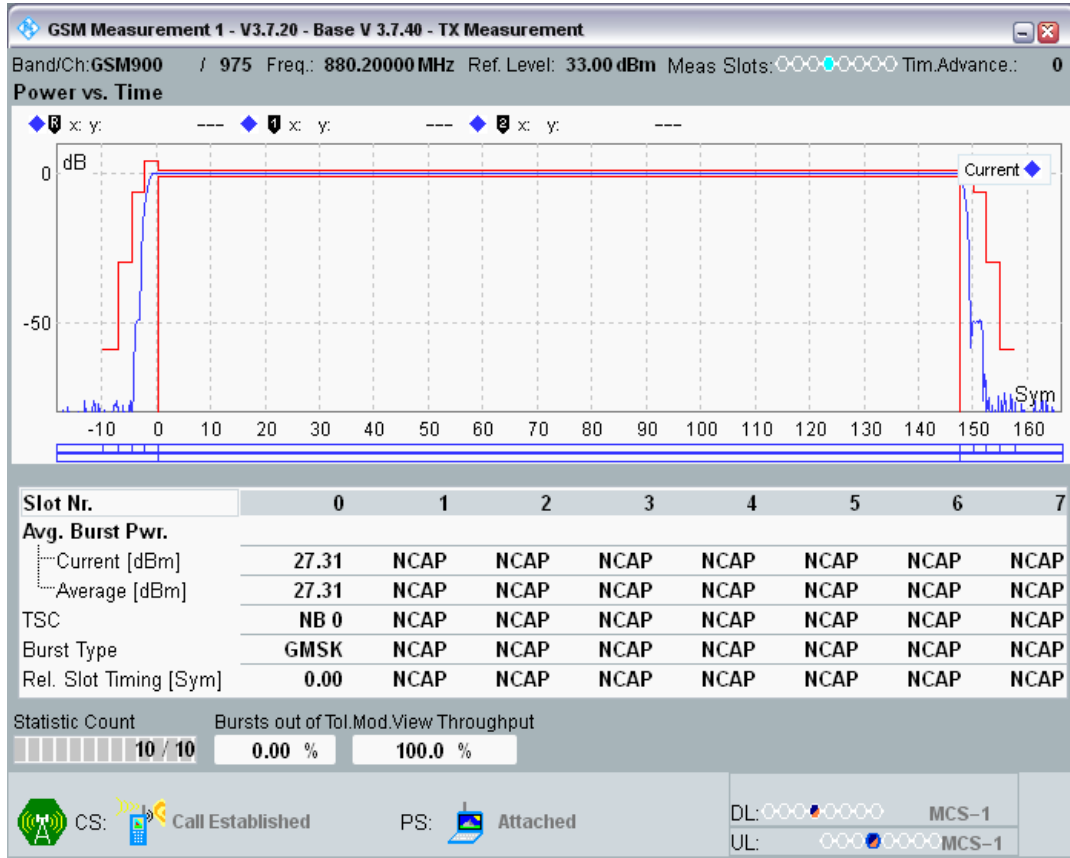 GSM Measurement 1 - V3.7.20 - Base V 3.7.40 - TX Measurement
Band/Ch:GSM900 / 975 Freq.: 880.20000 MHz Ref. Level: 33.00 dBm Meas Slots: Tim.Advance.: 0
Power vs. Time
R x: y: --- 1 x: y: --- 2 x: y: ---
dB
0
Current
-50
Sym
-10 0 10 20 30 40 50 60 70 80 90 100 110 120 130 140 150 160
Slot Nr. 0 1 2 3 4 5 6 7
Avg. Burst Pwr.
Current [dBm] 27.31 NCAP NCAP NCAP NCAP NCAP NCAP NCAP
Average [dBm] 27.31 NCAP NCAP NCAP NCAP NCAP NCAP NCAP
TSC NB 0 NCAP NCAP NCAP NCAP NCAP NCAP NCAP
Burst Type GMSK NCAP NCAP NCAP NCAP NCAP NCAP NCAP
Rel. Slot Timing [Sym] 0.00 NCAP NCAP NCAP NCAP NCAP NCAP NCAP
Statistic Count Bursts out of Tol. Mod.View Throughput
10 / 10 0.00 % 100.0 %
CS: Call Established PS: Attached
DL: MCS-1
UL: MCS-1